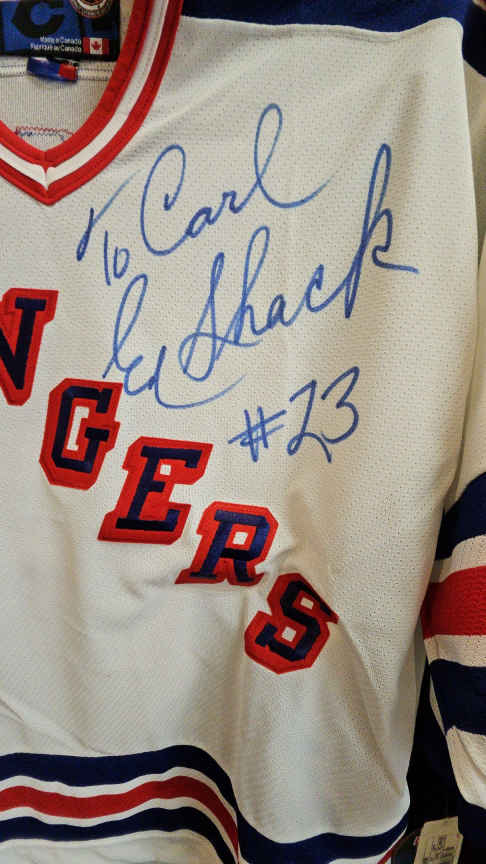 Made in Canada
Fabriqué au Canada
To Carl
Ed Shack
#23
NGERS